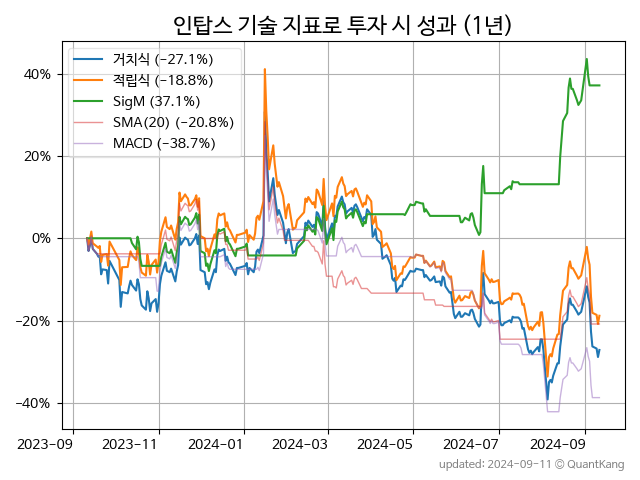 인탑스 기술 지표로 투자 시 성과 (1년)
거치식 (−27.1%)
적립식 (−18.8%)
SigM (37.1%)
SMA(20) (−20.8%)
MACD (−38.7%)
40%
20%
0%
−20%
−40%
2023-09 2023-11 2024-01 2024-03 2024-05 2024-07 2024-09
updated: 2024-09-11 © QuantKang